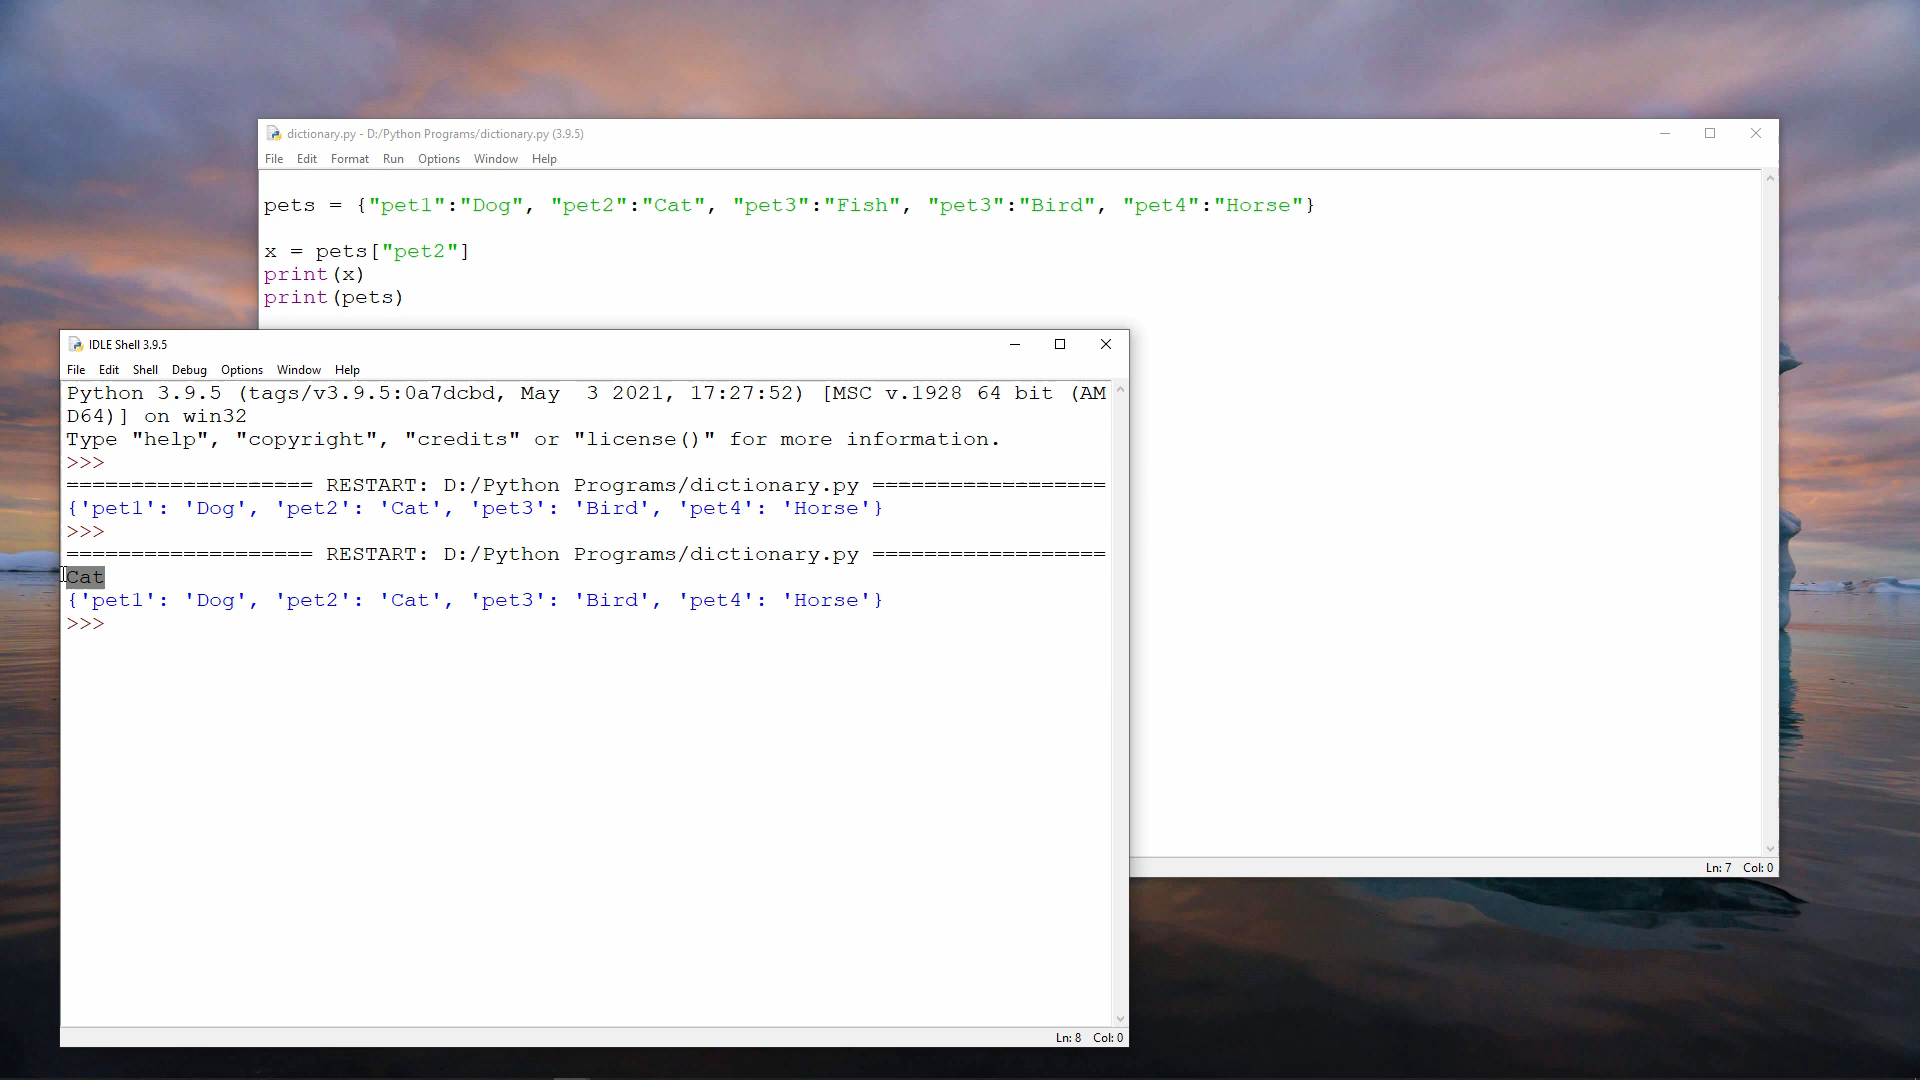 dictionary.py - D:/Python Programs/dictionary.py (3.9.5)
File Edit Format Run Options Window Help
pets = {"pet1":"Dog", "pet2":"Cat", "pet3":"Fish", "pet3":"Bird", "pet4":"Horse"}
x = pets["pet2"]
print(x)
print(pets)
Ln: 7 Col: 0
IDLE Shell 3.9.5
File Edit Shell Debug Options Window Help
Python 3.9.5 (tags/v3.9.5:0a7dcbd, May  3 2021, 17:27:52) [MSC v.1928 64 bit (AM
D64)] on win32
Type "help", "copyright", "credits" or "license()" for more information.
>>>
=================== RESTART: D:/Python Programs/dictionary.py ==================
{'pet1': 'Dog', 'pet2': 'Cat', 'pet3': 'Bird', 'pet4': 'Horse'}
>>>
=================== RESTART: D:/Python Programs/dictionary.py ==================
Cat
{'pet1': 'Dog', 'pet2': 'Cat', 'pet3': 'Bird', 'pet4': 'Horse'}
>>>
Ln: 8 Col: 0